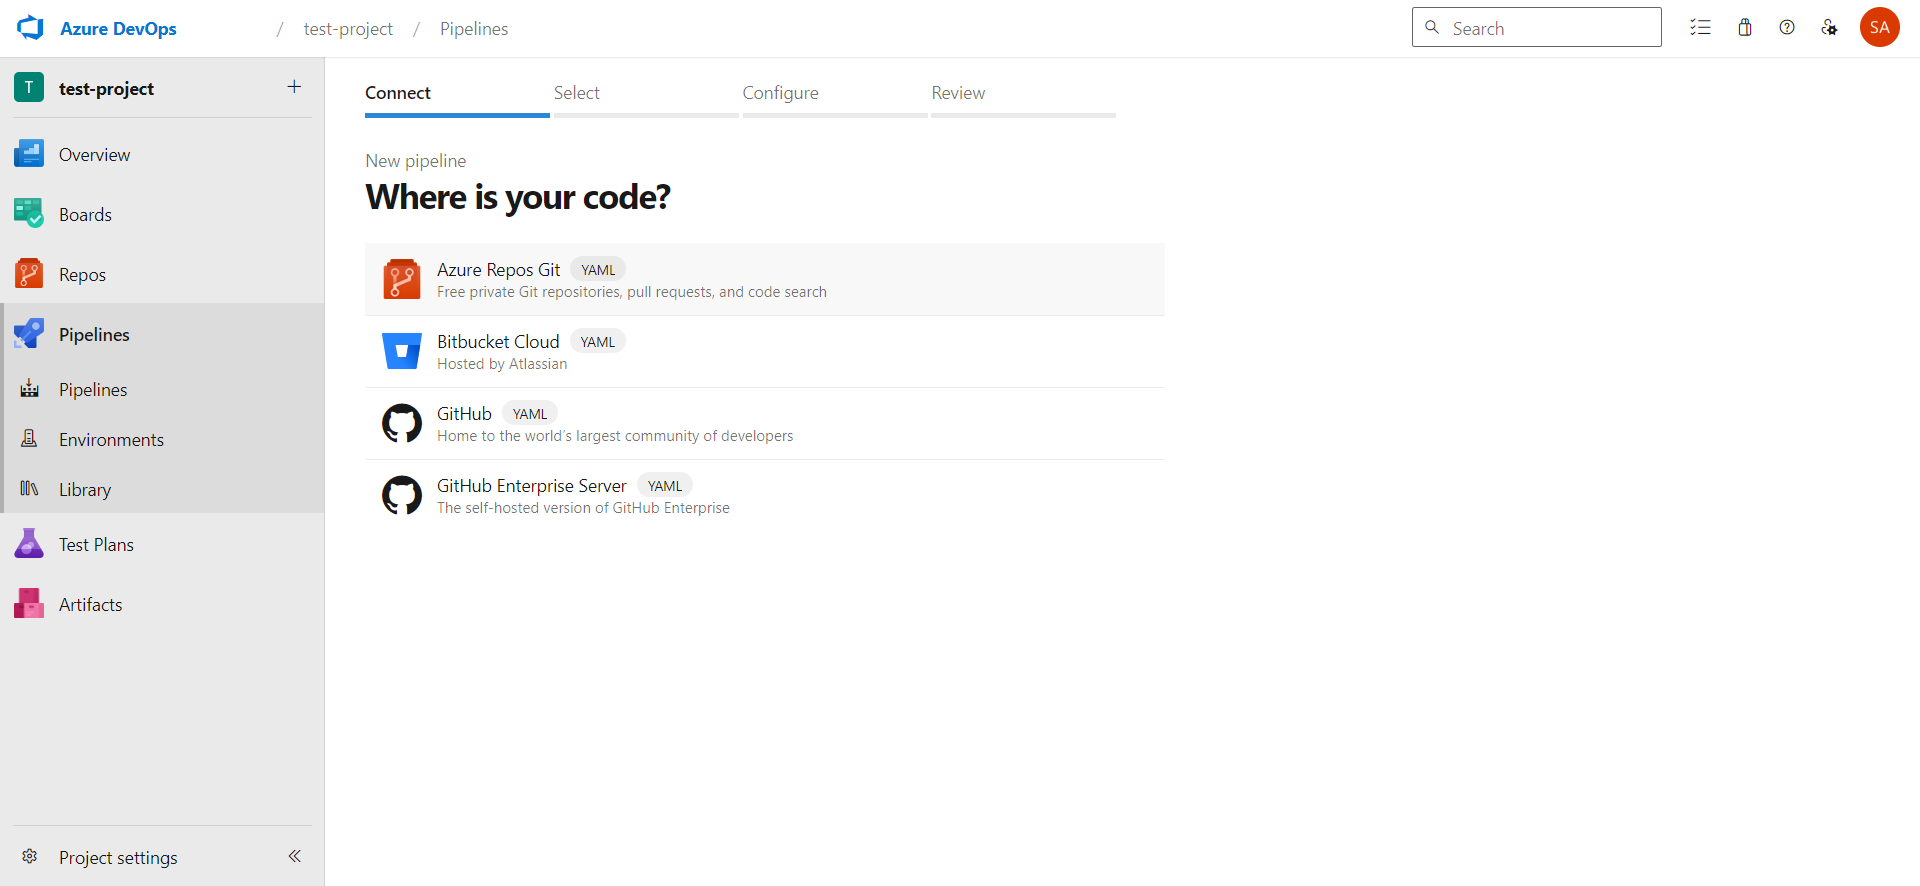 Azure DevOps / test-project / Pipelines
Search
SA
T test-project
Overview
Boards
Repos
Pipelines
Pipelines
Environments
Library
Test Plans
Artifacts
Project settings
Connect Select Configure Review
New pipeline
Where is your code?
Azure Repos Git YAML
Free private Git repositories, pull requests, and code search
Bitbucket Cloud YAML
Hosted by Atlassian
GitHub YAML
Home to the world’s largest community of developers
GitHub Enterprise Server YAML
The self-hosted version of GitHub Enterprise